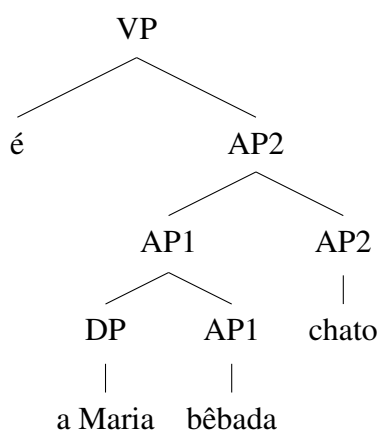 VP
é AP2
AP1 AP2
DP AP1 chato
a Maria bêbada